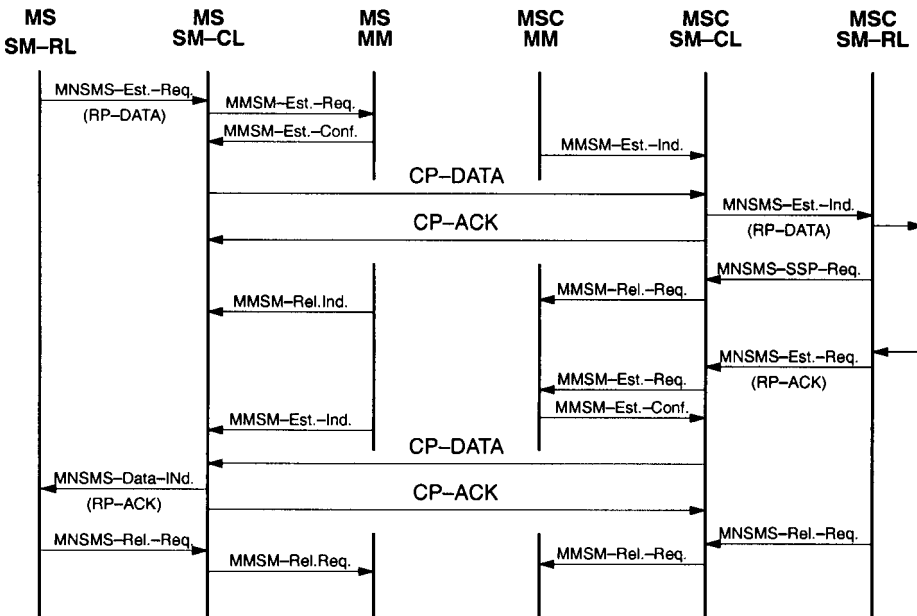 MS
SM–RL
MS
SM–CL
MS
MM
MSC
MM
MSC
SM–CL
MSC
SM–RL
MNSMS–Est.–Req.
(RP–DATA)
MMSM–Est.–Req.
MMSM–Est.–Conf.
MMSM–Est.–Ind.
CP–DATA
MNSMS–Est.–Ind.
(RP–DATA)
CP–ACK
MNSMS–SSP–Req.
MMSM–Rel.Ind.
MMSM–Rel.–Req.
MNSMS–Est.–Req.
(RP–ACK)
MMSM–Est.–Req.
MMSM–Est.–Conf.
MMSM–Est.–Ind.
CP–DATA
MNSMS–Data–INd.
(RP–ACK)
CP–ACK
MNSMS–Rel.–Req.
MNSMS–Rel.–Req.
MMSM–Rel.Req.
MMSM–Rel.–Req.